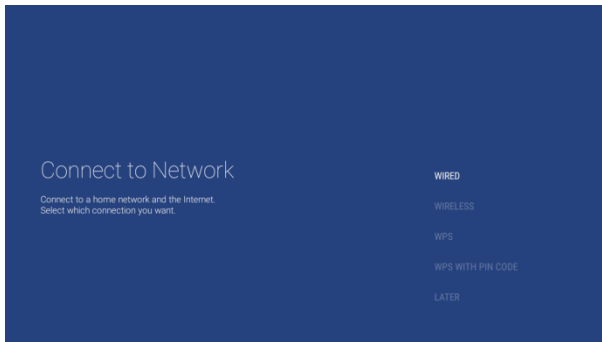 Connect to Network
Connect to a home network and the Internet.
Select which connection you want.
WIRED
WIRELESS
WPS
WPS WITH PIN CODE
LATER